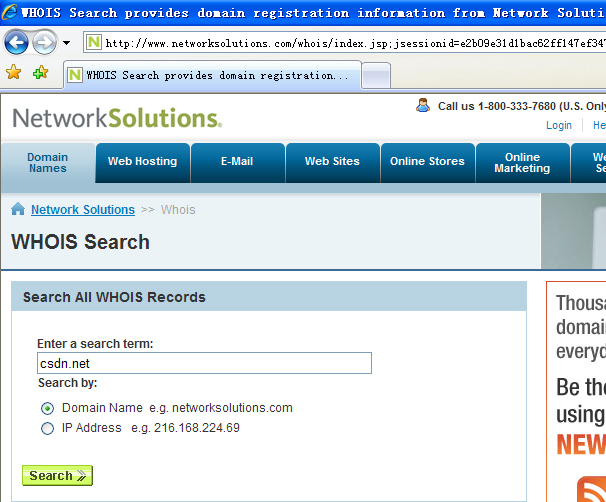 WHOIS Search provides domain registration information from Network Soluti
http://www.networksolutions.com/whois/index.jsp;jsessionid=e2b09e31d1bac62ff147ef347
WHOIS Search provides domain registration...
NetworkSolutions.
Call us 1-800-333-7680 (U.S. Only
Login
He
Domain Names
Web Hosting
E-Mail
Web Sites
Online Stores
Online Marketing
We
Se
Network Solutions >> Whois
WHOIS Search
Search All WHOIS Records
Enter a search term:
csdn.net
Search by:
Domain Name e.g. networksolutions.com
IP Address e.g. 216.168.224.69
Search
Thousa
domai
everyd
Be the
using
NEW